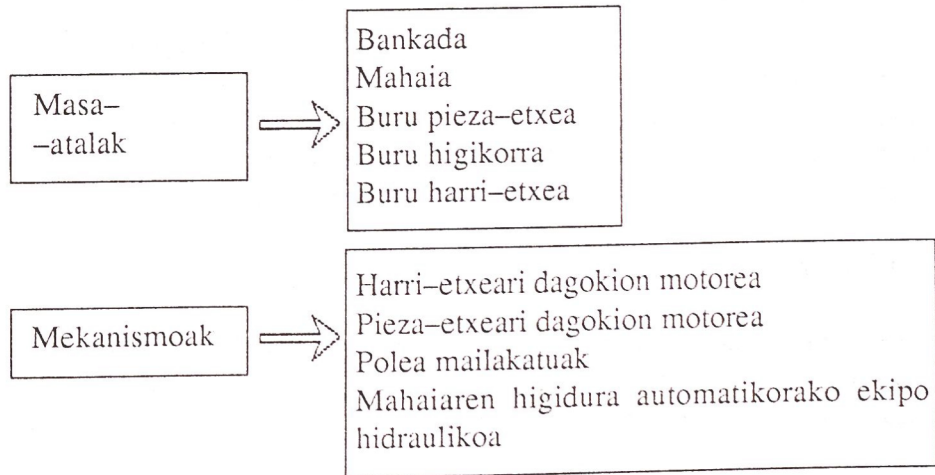 Masa–
–atalak
Bankada
Mahaia
Buru pieza–etxea
Buru higikorra
Buru harri–etxea
Mekanismoak
Harri–etxeari dagokion motorea
Pieza–etxeari dagokion motorea
Polea mailakatuak
Mahaiaren higidura automatikorako ekipo
hidraulikoa